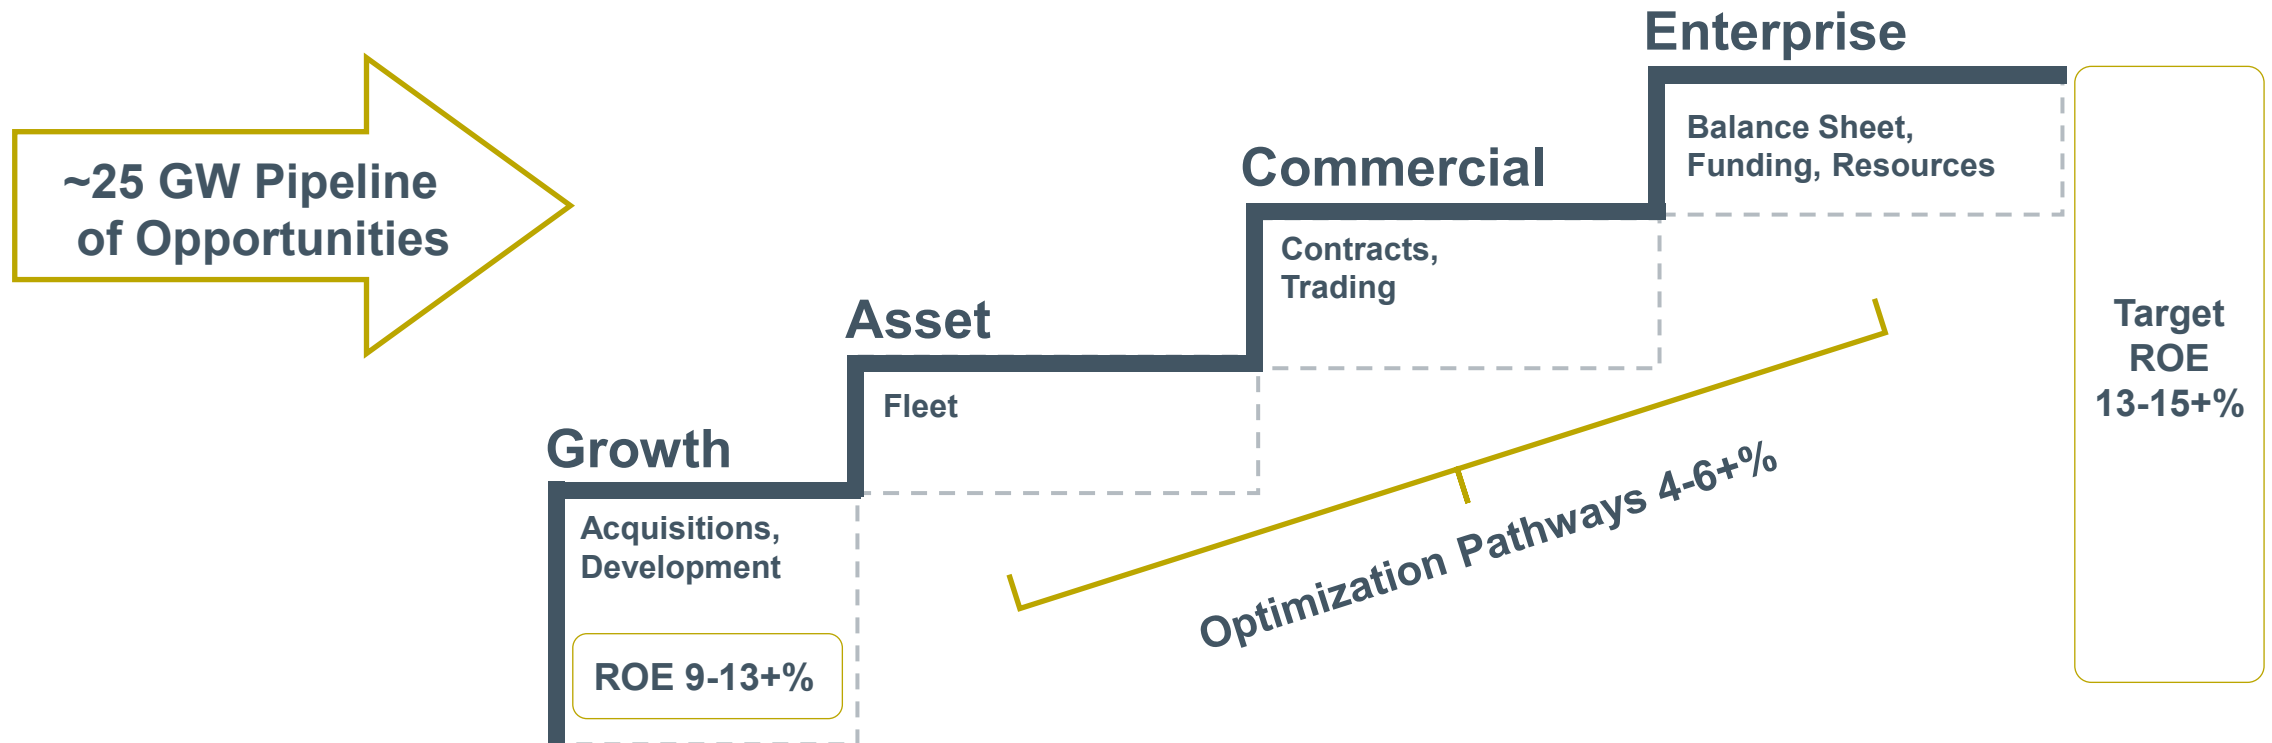 ~25 GW Pipeline
of Opportunities
Growth
Acquisitions,
Development
ROE 9-13+%
Asset
Fleet
Commercial
Contracts,
Trading
Enterprise
Balance Sheet,
Funding, Resources
Optimization Pathways 4-6+%
Target
ROE
13-15+%